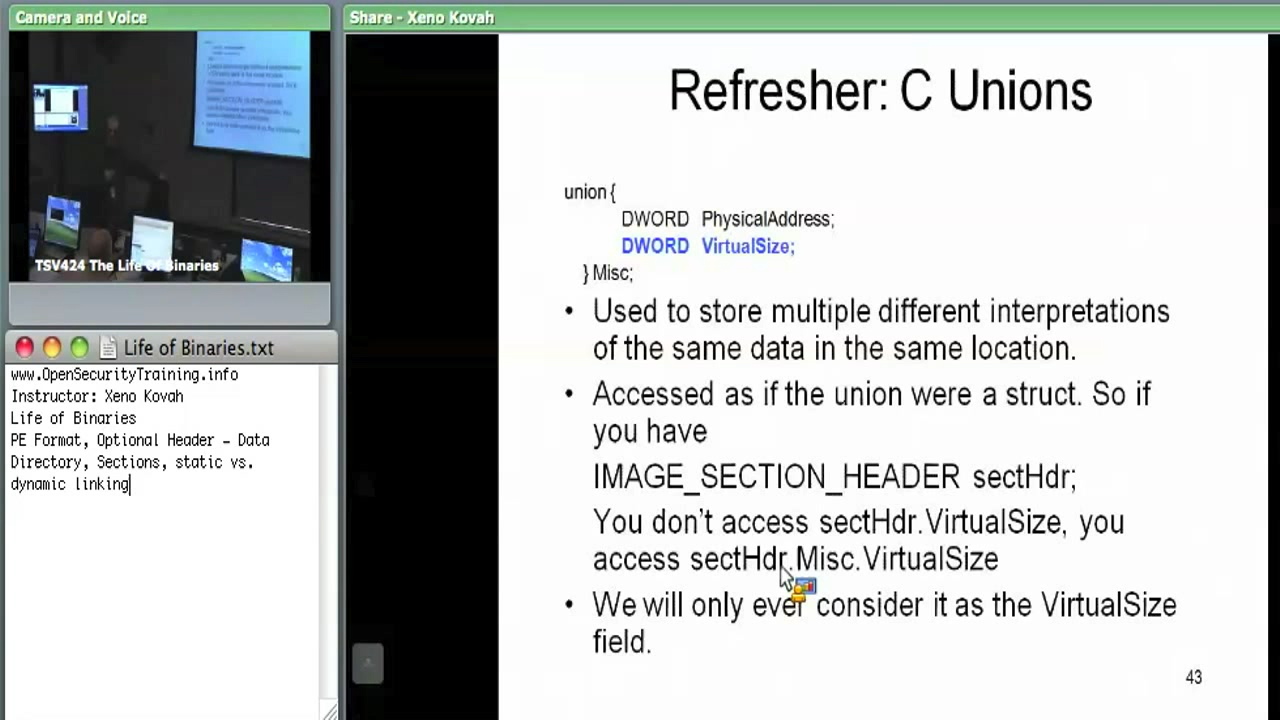 Camera and Voice
Share - Xeno Kovah
TSV424 The Life Of Binaries
Life of Binaries.txt
www.OpenSecurityTraining.info
Instructor: Xeno Kovah
Life of Binaries
PE Format, Optional Header – Data
Directory, Sections, static vs.
dynamic linking
Refresher: C Unions
union {
DWORD PhysicalAddress;
DWORD VirtualSize;
} Misc;
• Used to store multiple different interpretations
of the same data in the same location.
• Accessed as if the union were a struct. So if
you have
IMAGE_SECTION_HEADER sectHdr;
You don’t access sectHdr.VirtualSize, you
access sectHdr.Misc.VirtualSize
• We will only ever consider it as the VirtualSize
field.
43